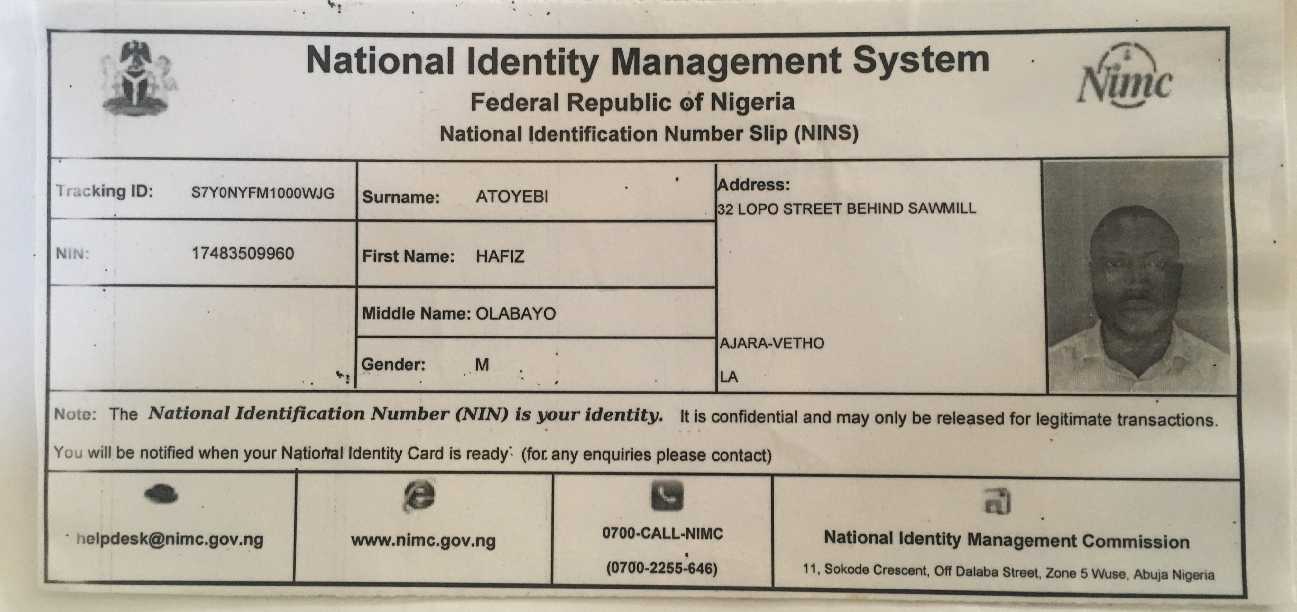 National Identity Management System
Federal Republic of Nigeria
National Identification Number Slip (NINS)
Nimc
Tracking ID: S7Y0NYFM1000WJG
NIN: 17483509960
Surname: ATOYEBI
First Name: HAFIZ
Middle Name: OLABAYO
Gender: M
Address:
32 LOPO STREET BEHIND SAWMILL
AJARA-VETHO
LA
Note: The National Identification Number (NIN) is your identity. It is confidential and may only be released for legitimate transactions.
You will be notified when your National Identity Card is ready (for any enquiries please contact)
helpdesk@nimc.gov.ng
www.nimc.gov.ng
0700-CALL-NIMC
(0700-2255-646)
National Identity Management Commission
11, Sokode Crescent, Off Dalaba Street, Zone 5 Wuse, Abuja Nigeria